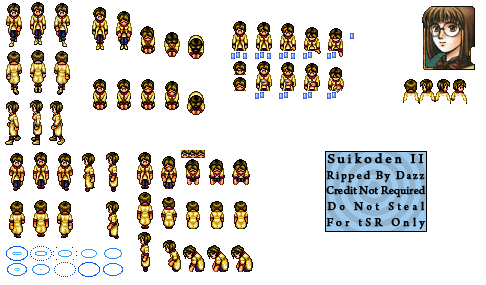 Suikoden II
Ripped By Dazz
Credit Not Required
Do Not Steal
For tSR Only